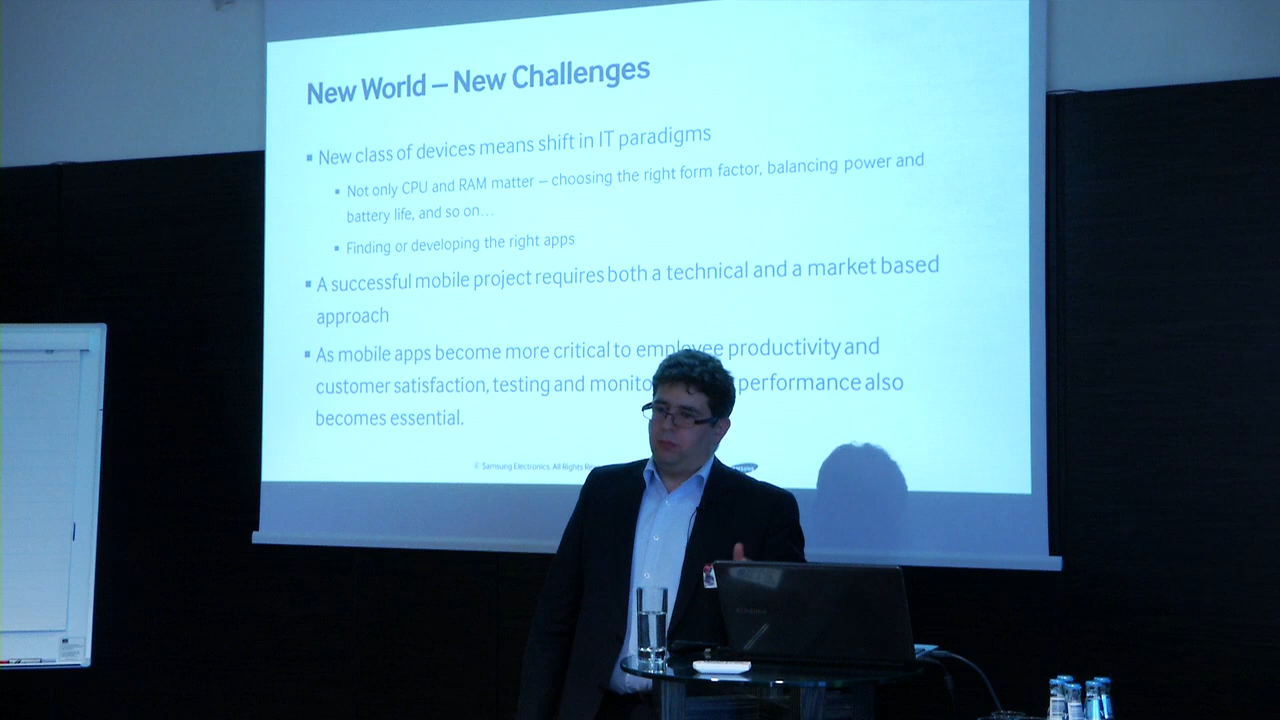 New World – New Challenges
▪ New class of devices means shift in IT paradigms
▪ Not only CPU and RAM matter – choosing the right form factor, balancing power and
battery life, and so on…
▪ Finding or developing the right apps
▪ A successful mobile project requires both a technical and a market based
approach
▪ As mobile apps become more critical to employee productivity and
customer satisfaction, testing and performance also
becomes essential.
© Samsung Electronics. All Rights
SAMSUNG